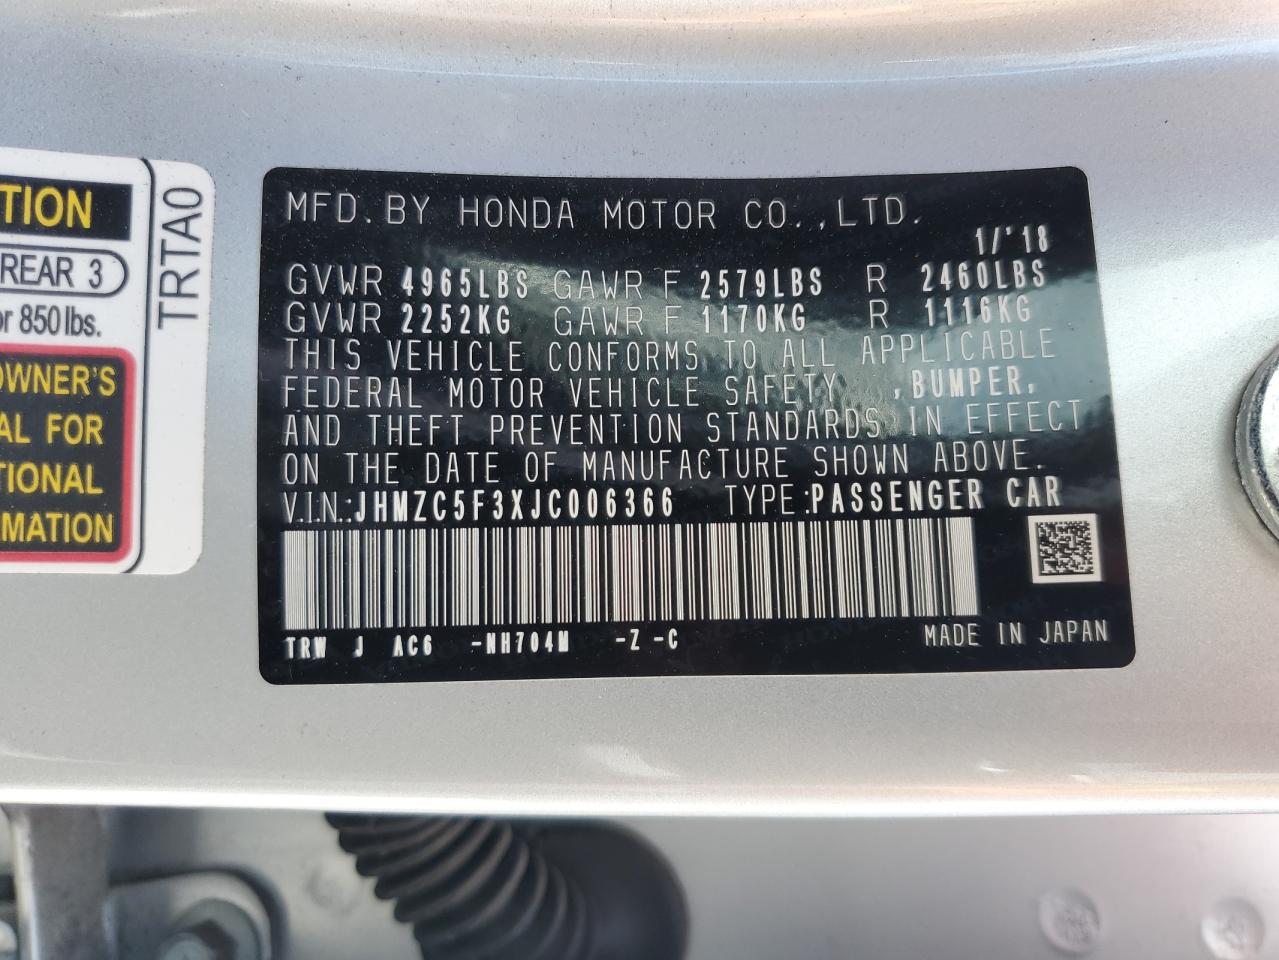 TION
REAR 3
or 850 lbs.
OWNER'S
AL FOR
TIONAL
RMATION
TRTA0
MFD. BY HONDA MOTOR CO.,LTD.
1/'18
GVWR 4965LBS GAWR F 2579LBS R 2460LBS
GVWR 2252KG GAWR F 1170KG R 1116KG
THIS VEHICLE CONFORMS TO ALL APPLICABLE
FEDERAL MOTOR VEHICLE SAFETY ,BUMPER,
AND THEFT PREVENTION STANDARDS IN EFFECT
ON THE DATE OF MANUFACTURE SHOWN ABOVE.
V.I.N.:JHMZC5F3XJC006366 TYPE:PASSENGER CAR
TRW J AC6 -NH704M -Z -C
MADE IN JAPAN